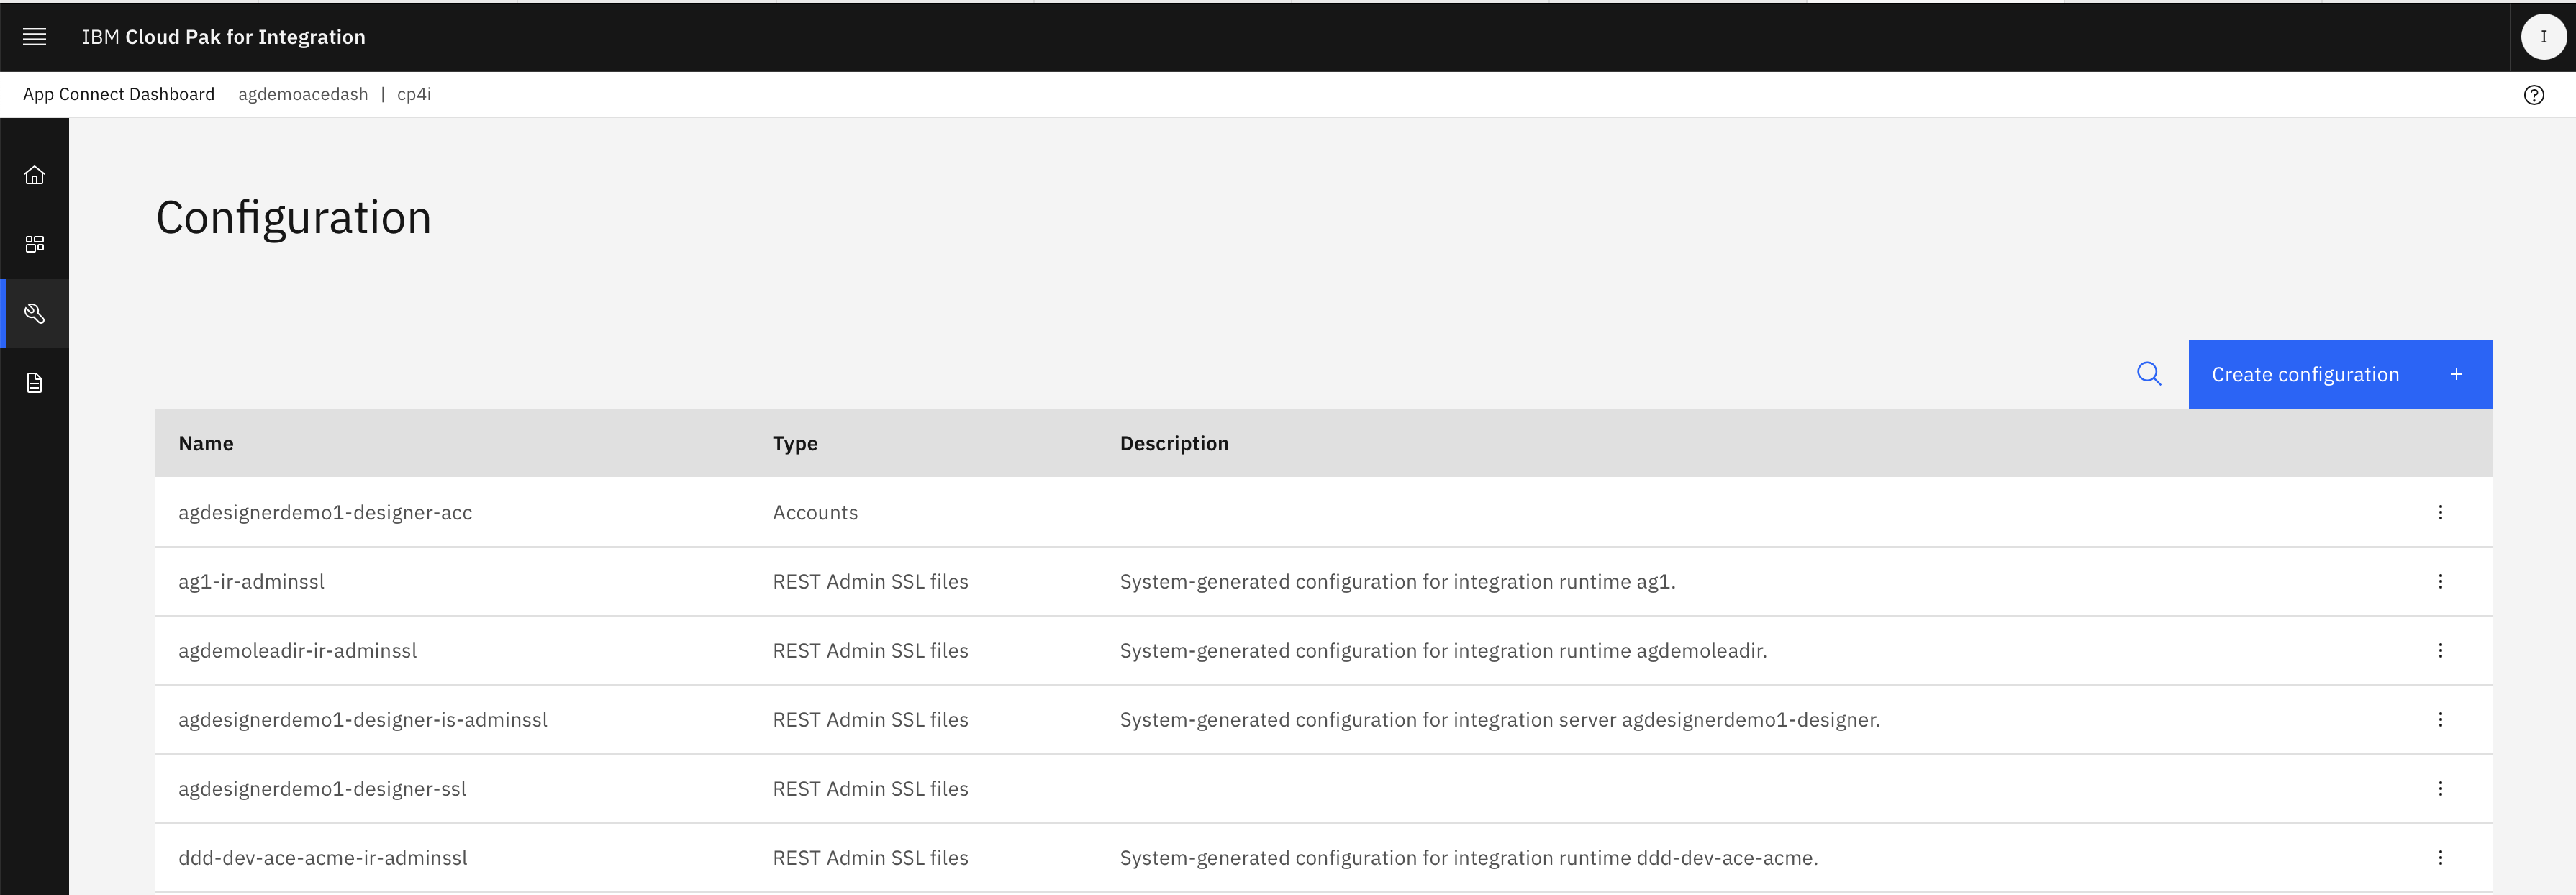 IBM Cloud Pak for Integration
I
App Connect Dashboard agdemoacedash | cp4i
Configuration
Create configuration +
Name Type Description
agdesignerdemo1-designer-acc Accounts
ag1-ir-adminssl REST Admin SSL files System-generated configuration for integration runtime ag1.
agdemoleadir-ir-adminssl REST Admin SSL files System-generated configuration for integration runtime agdemoleadir.
agdesignerdemo1-designer-is-adminssl REST Admin SSL files System-generated configuration for integration server agdesignerdemo1-designer.
agdesignerdemo1-designer-ssl REST Admin SSL files
ddd-dev-ace-acme-ir-adminssl REST Admin SSL files System-generated configuration for integration runtime ddd-dev-ace-acme.